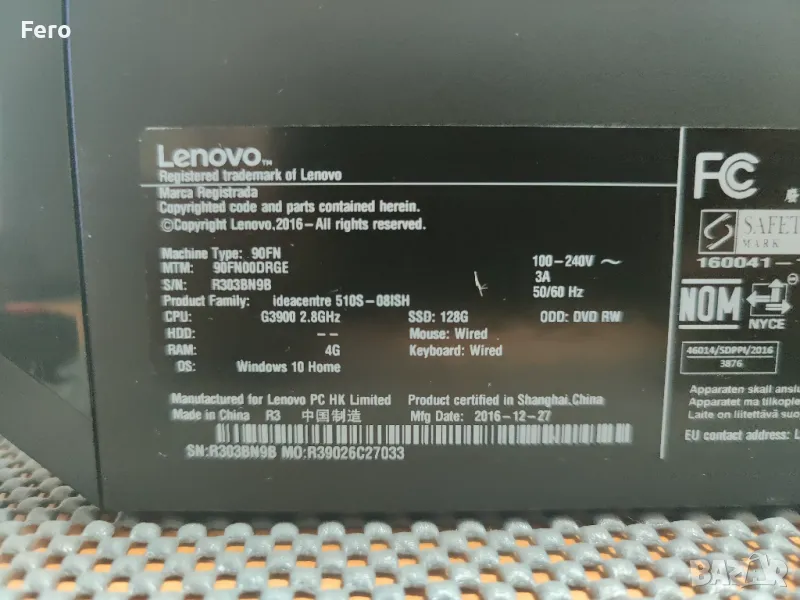 Fero
Lenovo™
Registered trademark of Lenovo
Marca Registrada
Copyrighted code and parts contained herein.
©Copyright Lenovo.2016–All rights reserved.
Machine Type: 90FN
MTM: 90FN00DRGE
S/N: R303BN9B
Product Family: ideacentre 510S–08ISH
CPU: G3900 2.8GHz SSD: 128G ODD: DVD RW
HDD: -- Mouse: Wired
RAM: 4G Keyboard: Wired
OS: Windows 10 Home
100–240V ~
3A
50/60 Hz
Manufactured for Lenovo PC HK Limited Product certified in Shanghai,China
Made in China R3 中国制造 Mfg Date: 2016-12-27
SN:R303BN9B MO:R39026C27033
FC
SAFET
MARK
160041-
NOM
NYCE
46014/SDPPI/2016
3876
Apparaten skall anslu
Apparatet må tilkople
Laite on liitettävä suo
EU contact address: L
BAZAR